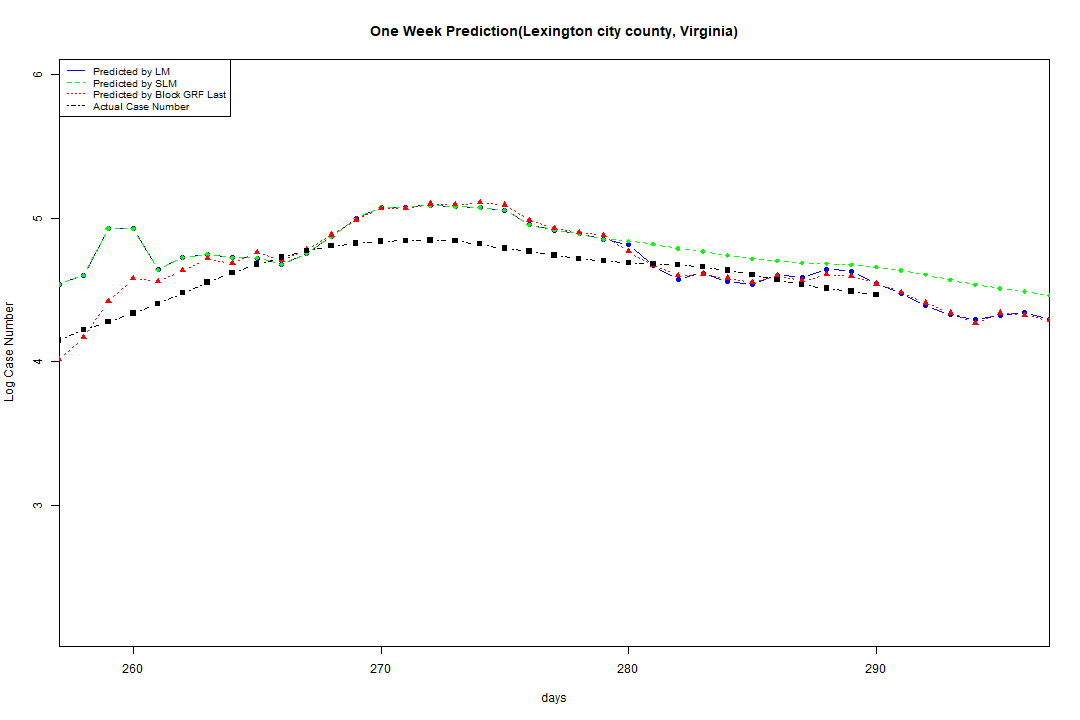 One Week Prediction(Lexington city county, Virginia)
Predicted by LM
Predicted by SLM
Predicted by Block GRF Last
Actual Case Number
6
5
4
3
Log Case Number
260
270
280
290
days